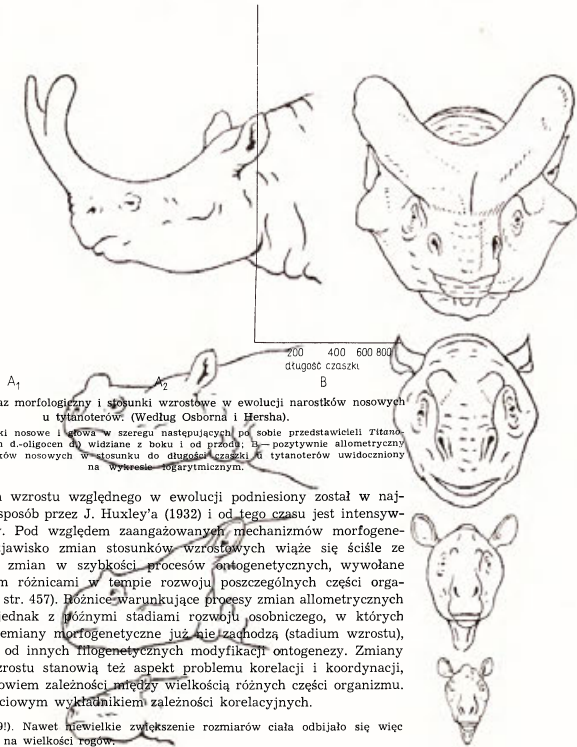 200 400 600 800
długość czaszki
A1 A2 B
az morfologiczny i stosunki wzrostowe w ewolucji narostków nosowych
u tytanoterów. (Według Osborna i Hersha).
ki nosowe i głowa w szeregu następujących po sobie przedstawicieli Titano-
n d.-oligocen d.) widziane z boku i od przodu; B — pozytywnie allometryczny
ków nosowych w stosunku do długości czaszki u tytanoterów uwidoczniony
na wykresie logarytmicznym.
a wzrostu względnego w ewolucji podniesiony został w naj-
sposób przez J. Huxley'a (1932) i od tego czasu jest intensyw-
y. Pod względem zaangażowanych mechanizmów morfogene-
jawisko zmian stosunków wzrostowych wiąże się ściśle ze
zmian w szybkości procesów ontogenetycznych, wywołane
m różnicami w tempie rozwoju poszczególnych części orga-
str. 457). Różnice warunkujące procesy zmian allometrycznych
jednak z późnymi stadiami rozwoju osobniczego, w których
emiany morfogenetyczne już nie zachodzą (stadium wzrostu),
od innych filogenetycznych modyfikacji ontogenezy. Zmiany
zrostu stanowią też aspekt problemu korelacji i koordynacji,
owiem zależności między wielkością różnych części organizmu.
ściowym wykładnikiem zależności korelacyjnych.
9!). Nawet niewielkie zwiększenie rozmiarów ciała odbijało się więc
na wielkości rogów.